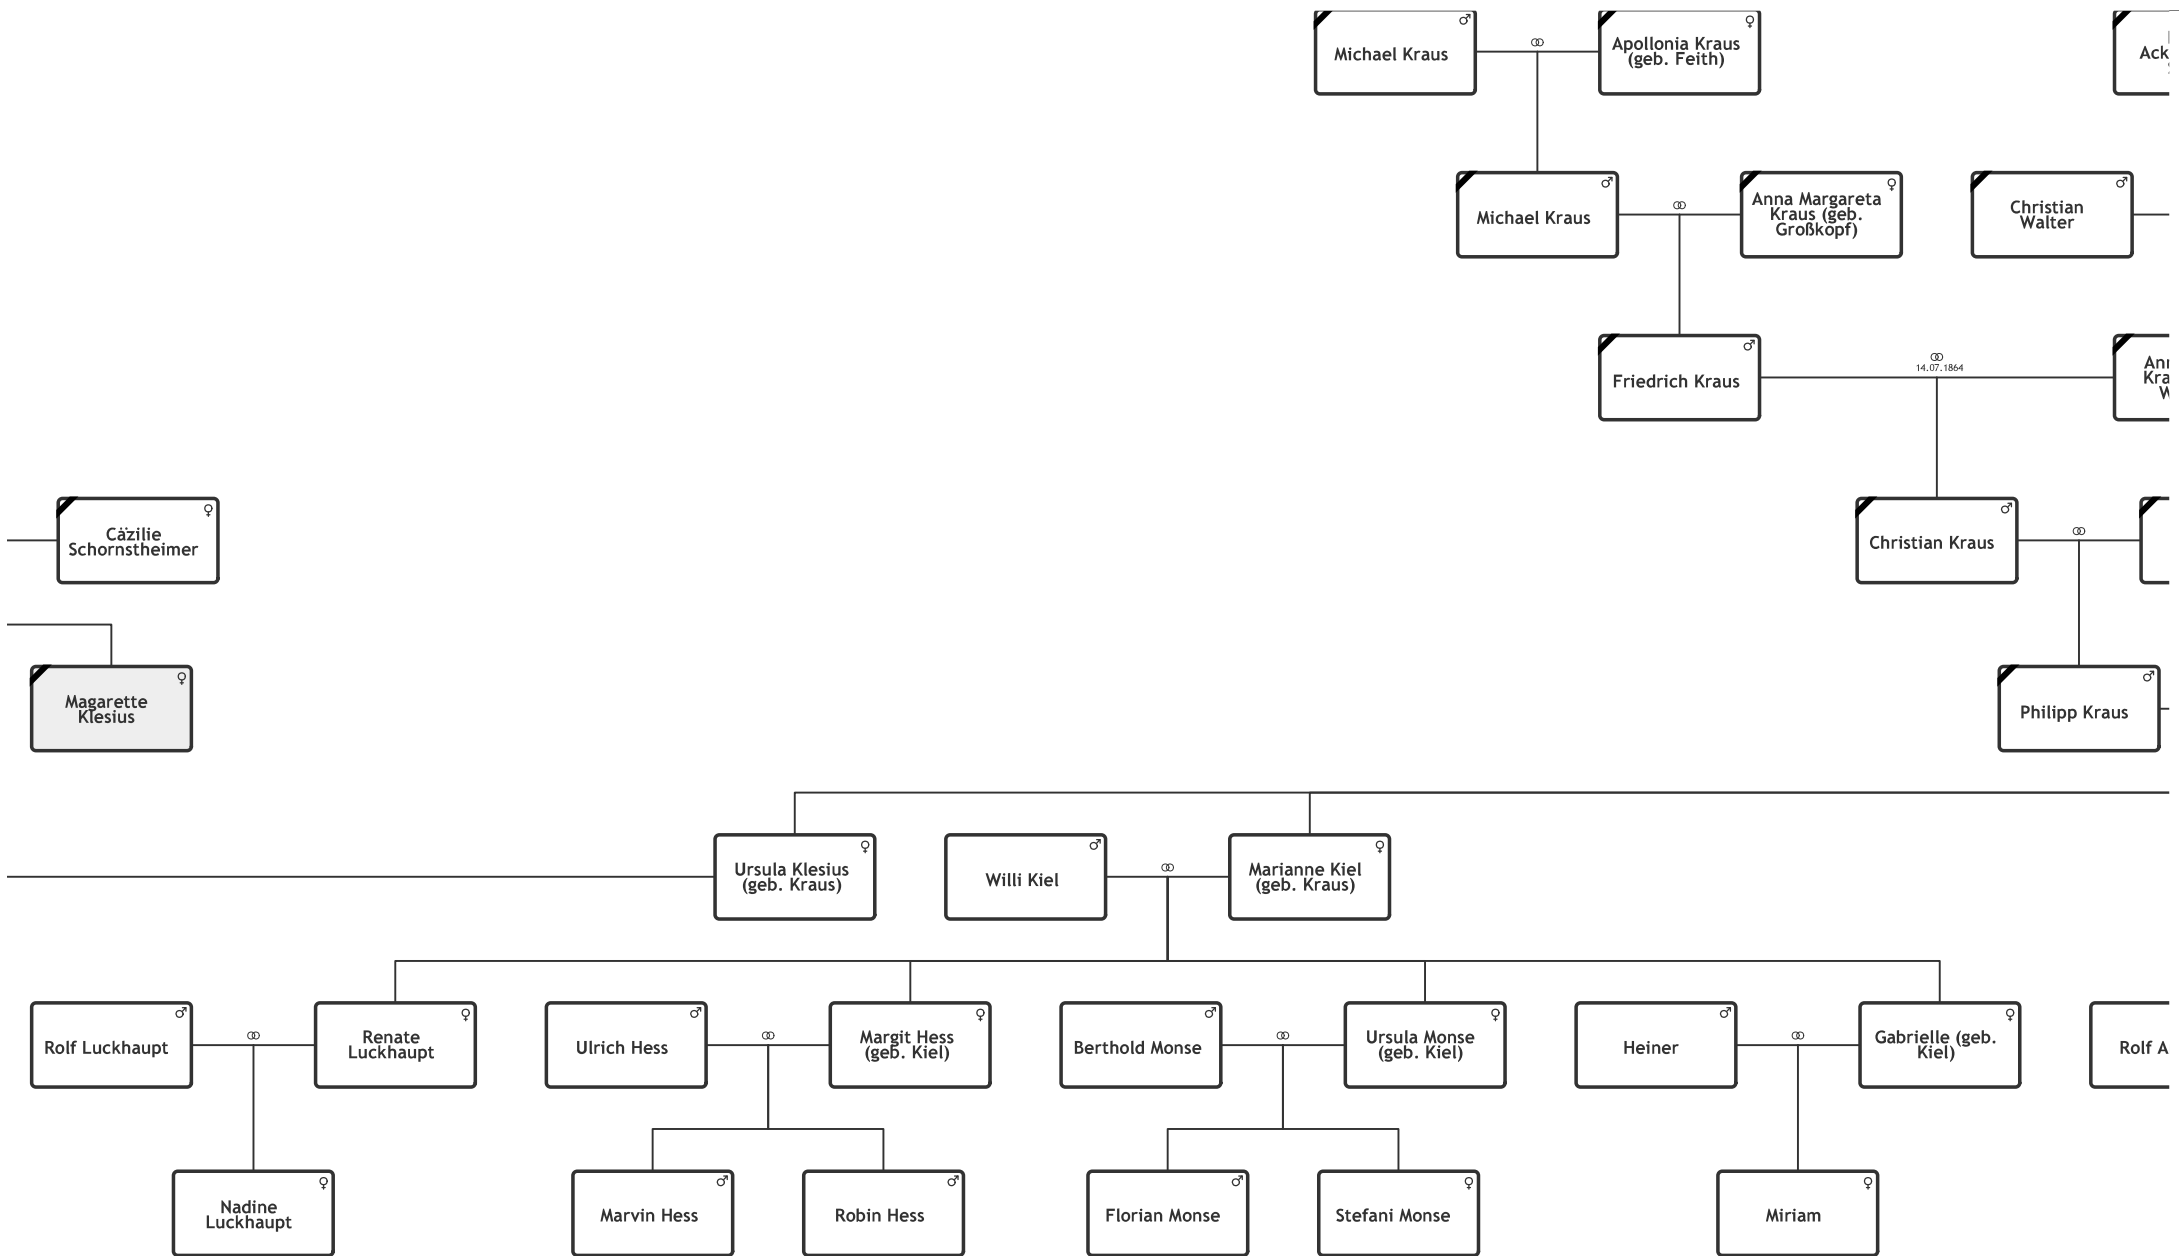 Michael Kraus
Apollonia Kraus
(geb. Feith)
Michael Kraus
Anna Margareta
Kraus (geb.
Großkopf)
Christian
Walter
Friedrich Kraus
14.07.1864
Cäzilie
Schornstheimer
Christian Kraus
Magarette
Klesius
Philipp Kraus
Ursula Klesius
(geb. Kraus)
Willi Kiel
Marianne Kiel
(geb. Kraus)
Rolf Luckhaupt
Renate
Luckhaupt
Ulrich Hess
Margit Hess
(geb. Kiel)
Berthold Monse
Ursula Monse
(geb. Kiel)
Heiner
Gabrielle (geb.
Kiel)
Rolf
Nadine
Luckhaupt
Marvin Hess
Robin Hess
Florian Monse
Stefani Monse
Miriam